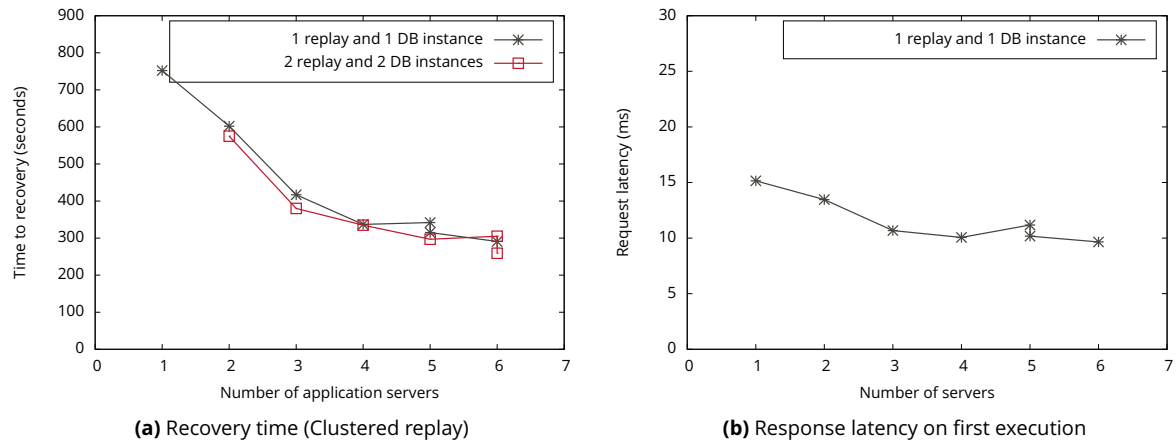 900
800
700
600
500
400
300
200
100
0
0 1 2 3 4 5 6 7
Time to recovery (seconds)
Number of application servers
1 replay and 1 DB instance
2 replay and 2 DB instances
(a) Recovery time (Clustered replay)
30
25
20
15
10
5
0
0 1 2 3 4 5 6 7
Request latency (ms)
Number of servers
1 replay and 1 DB instance
(b) Response latency on first execution